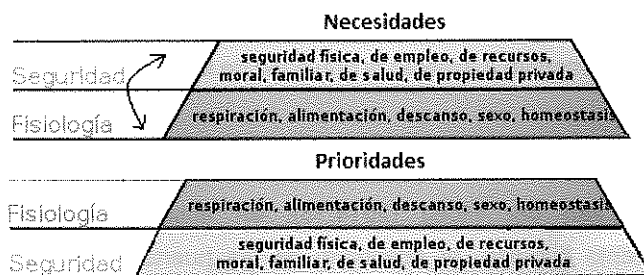 Necesidades
Seguridad
seguridad física, de empleo, de recursos,
moral, familiar, de salud, de propiedad privada
Fisiología
respiración, alimentación, descanso, sexo, homeostasis
Prioridades
Fisiología
respiración, alimentación, descanso, sexo, homeostasis
Seguridad
seguridad física, de empleo, de recursos,
moral, familiar, de salud, de propiedad privada